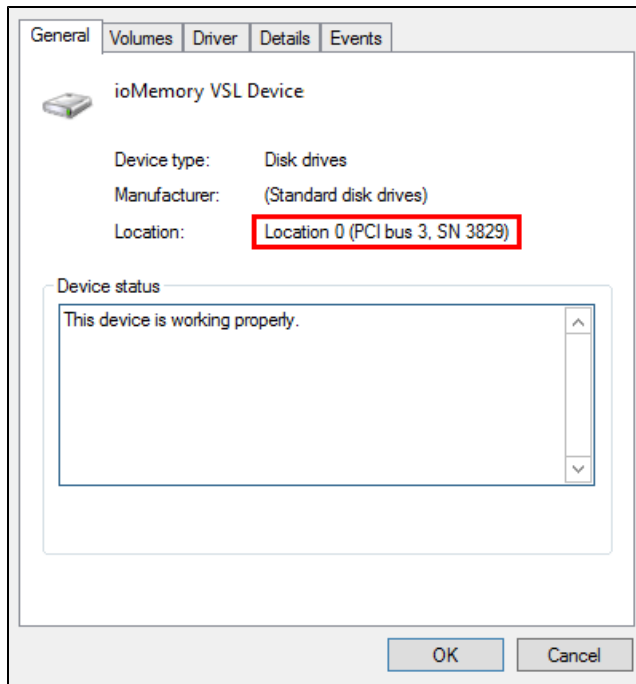 General Volumes Driver Details Events
ioMemory VSL Device
Device type: Disk drives
Manufacturer: (Standard disk drives)
Location: Location 0 (PCI bus 3, SN 3829)
Device status
This device is working properly.
OK Cancel